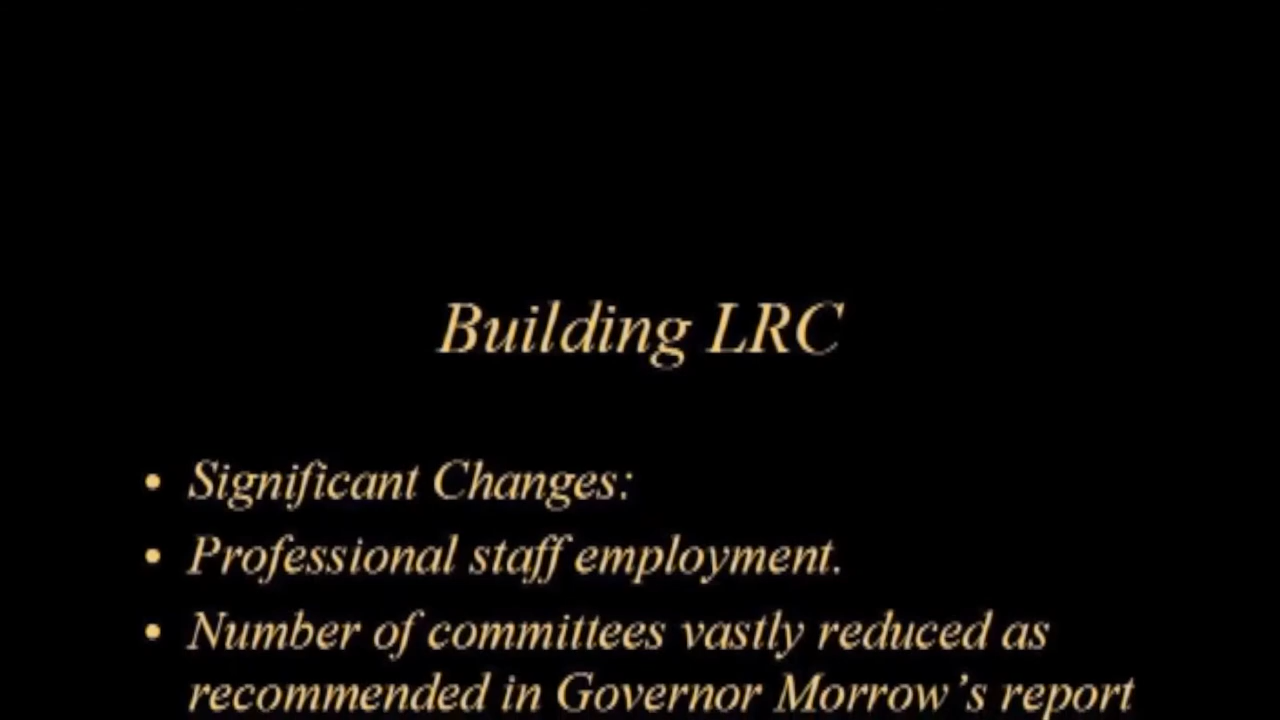 Building LRC
• Significant Changes:
• Professional staff employment.
• Number of committees vastly reduced as
recommended in Governor Morrow’s report